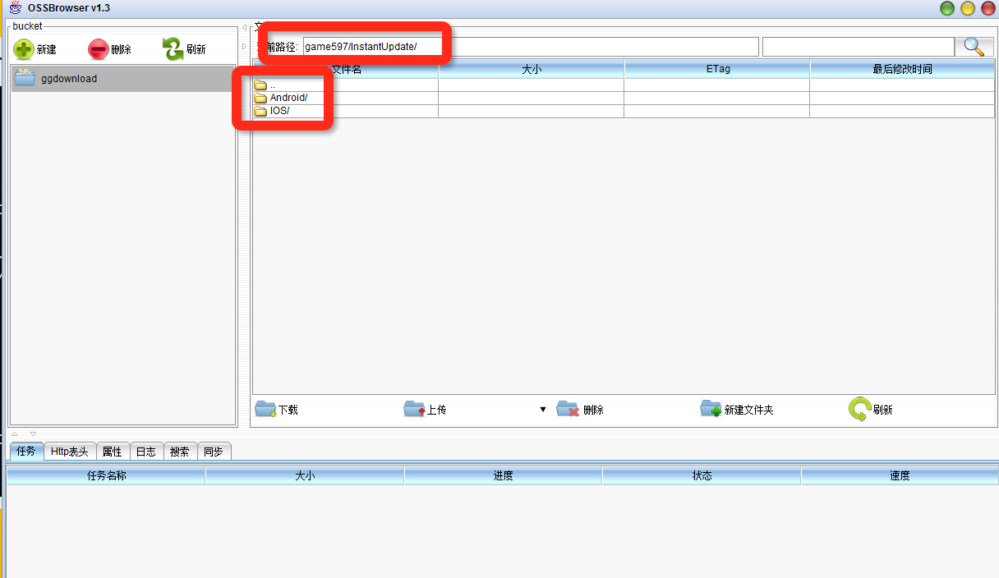 OSSBrowser v1.3
bucket
新建 删除 刷新
ggdownload
前路径: game597/InstantUpdate/
文件名 大小 ETag 最后修改时间
..
Android/
IOS/
下载 上传 删除 新建文件夹 刷新
任务 Http表头 属性 日志 搜索 同步
任务名称 大小 进度 状态 速度